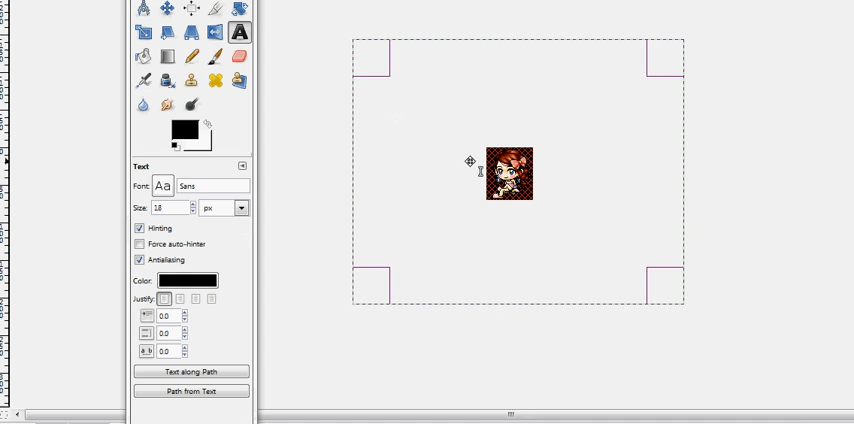 A
Text
Font: Aa Sans
Size: 18 px
Hinting
Force auto-hinter
Antialiasing
Color:
Justify:
0.0
0.0
a b 0.0
Text along Path
Path from Text